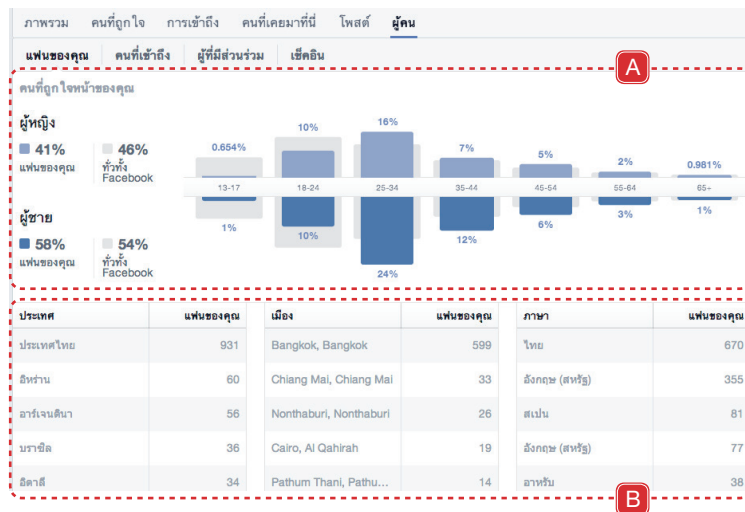 ภาพรวม คนที่ถูกใจ การเข้าถึง คนที่เคยมาที่นี่ โพสต์ ผู้คน
แฟนของคุณ คนที่เข้าถึง ผู้ที่มีส่วนร่วม เช็คอิน
A
คนที่ถูกใจหน้าของคุณ
ผู้หญิง
41% 46%
แฟนของคุณ ทั่วทั้ง Facebook
0.654% 10% 16% 7% 5% 2% 0.981%
13-17 18-24 25-34 35-44 45-54 55-64 65+
ผู้ชาย
58% 54%
แฟนของคุณ ทั่วทั้ง Facebook
1% 10% 24% 12% 6% 3% 1%
ประเทศ แฟนของคุณ เมือง แฟนของคุณ ภาษา แฟนของคุณ
ประเทศไทย 931 Bangkok, Bangkok 599 ไทย 670
อิหร่าน 60 Chiang Mai, Chiang Mai 33 อังกฤษ (สหรัฐ) 355
อาร์เจนตินา 56 Nonthaburi, Nonthaburi 26 สเปน 81
บราซิล 36 Cairo, Al Qahirah 19 อังกฤษ (สหรัฐ) 77
อิตาลี 34 Pathum Thani, Pathu... 14 อาหรับ 38
B